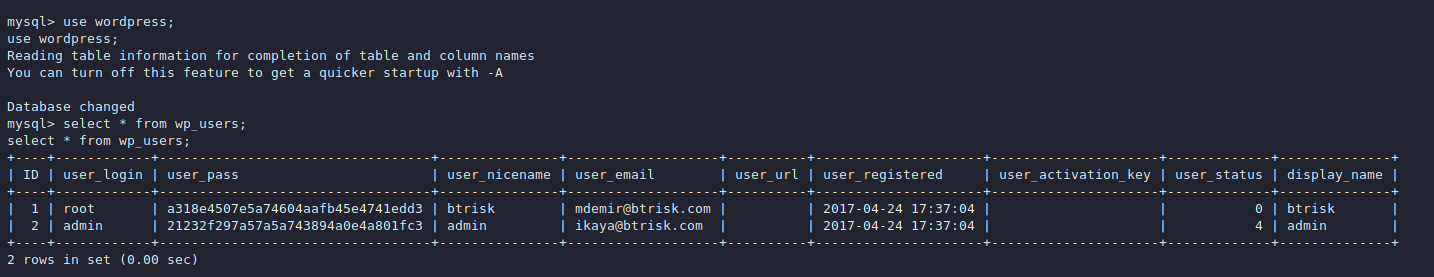 mysql> use wordpress;
use wordpress;
Reading table information for completion of table and column names
You can turn off this feature to get a quicker startup with -A

Database changed
mysql> select * from wp_users;
select * from wp_users;
+----+------------+----------------------------------+---------------+-------------------+----------+---------------------+---------------------+-------------+--------------+
| ID | user_login | user_pass                        | user_nicename | user_email        | user_url | user_registered     | user_activation_key | user_status | display_name |
+----+------------+----------------------------------+---------------+-------------------+----------+---------------------+---------------------+-------------+--------------+
|  1 | root       | a318e4507e5a74604aafb45e4741edd3 | btrisk        | mdemir@btrisk.com |          | 2017-04-24 17:37:04 |                     |           0 | btrisk       |
|  2 | admin      | 21232f297a57a5a743894a0e4a801fc3 | admin         | ikaya@btrisk.com  |          | 2017-04-24 17:37:04 |                     |           4 | admin        |
+----+------------+----------------------------------+---------------+-------------------+----------+---------------------+---------------------+-------------+--------------+
2 rows in set (0.00 sec)